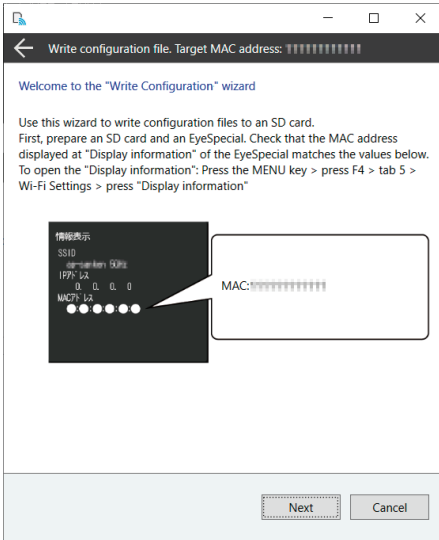 Write configuration file. Target MAC address:
Welcome to the "Write Configuration" wizard
Use this wizard to write configuration files to an SD card.
First, prepare an SD card and an EyeSpecial. Check that the MAC address
displayed at "Display information" of the EyeSpecial matches the values below.
To open the "Display information": Press the MENU key > press F4 > tab 5 >
Wi-Fi Settings > press "Display information"
情報表示
SSID
IPアドレス
0. 0. 0. 0
MACアドレス
MAC:
Next
Cancel